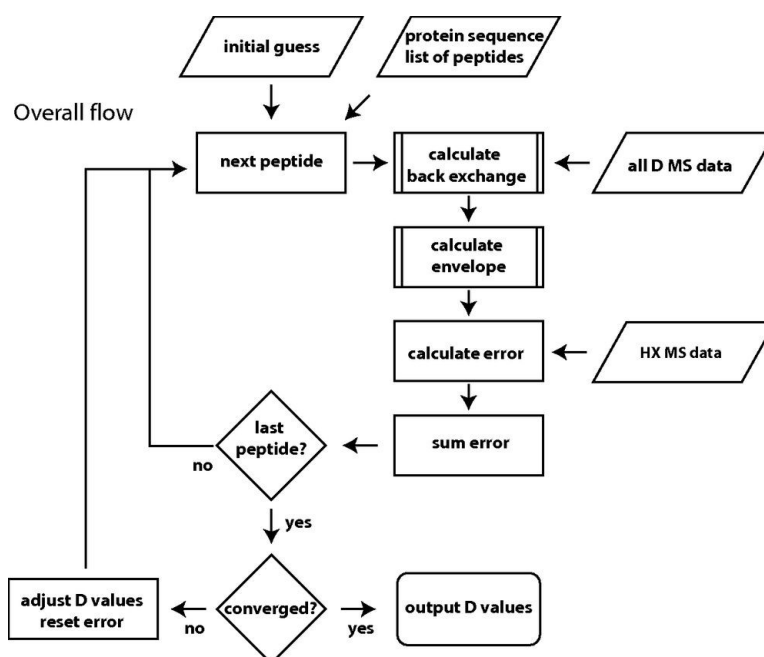 initial guess
protein sequence
list of peptides
Overall flow
next peptide
calculate
back exchange
all D MS data
calculate
envelope
calculate error
HX MS data
last
peptide?
no
sum error
yes
adjust D values
reset error
no
converged?
yes
output D values